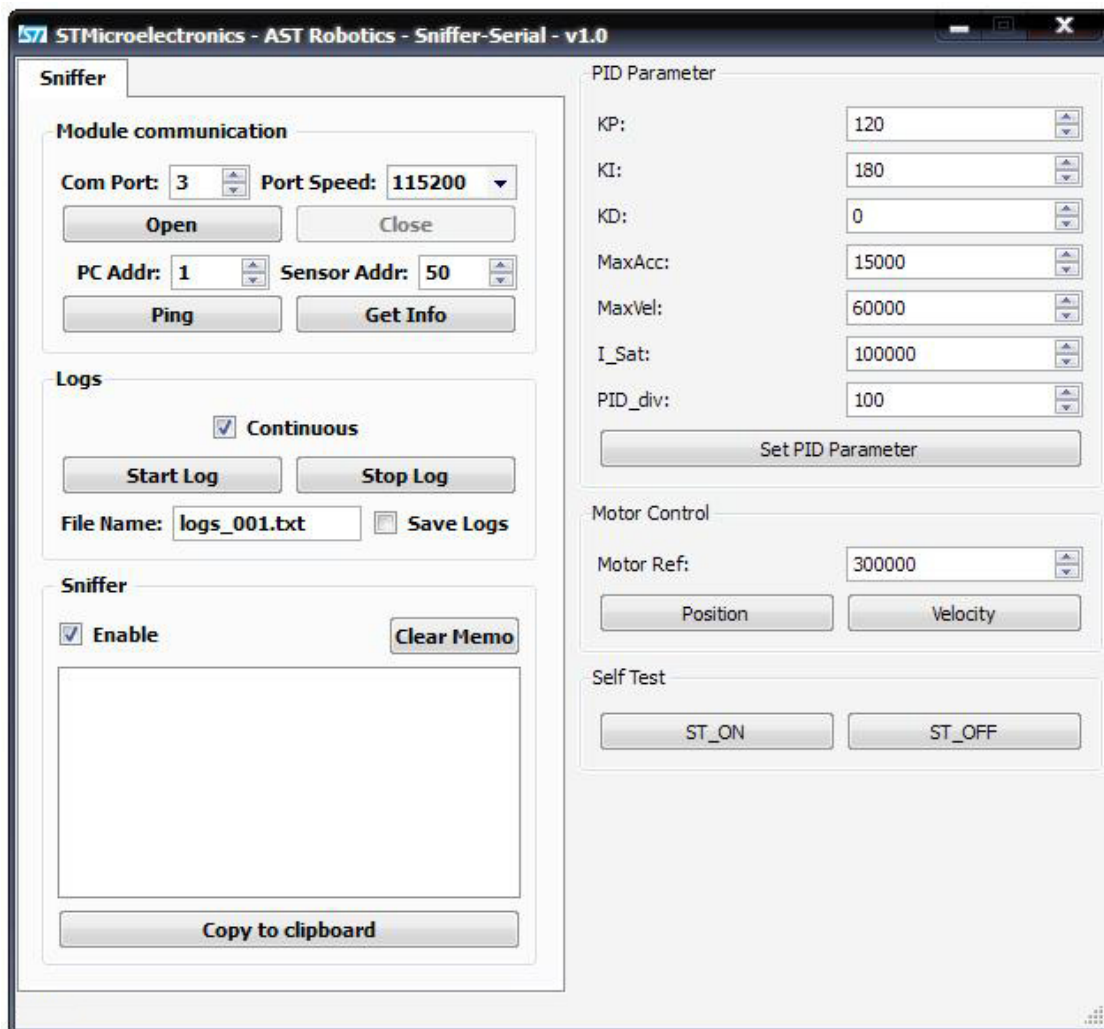 STMicroelectronics - AST Robotics - Sniffer-Serial - v1.0
Sniffer
Module communication
Com Port: 3 Port Speed: 115200
Open Close
PC Addr: 1 Sensor Addr: 50
Ping Get Info
Logs
Continuous
Start Log Stop Log
File Name: logs_001.txt Save Logs
Sniffer
Enable Clear Memo
Copy to clipboard
PID Parameter
KP: 120
KI: 180
KD: 0
MaxAcc: 15000
MaxVel: 60000
I_Sat: 100000
PID_div: 100
Set PID Parameter
Motor Control
Motor Ref: 300000
Position Velocity
Self Test
ST_ON ST_OFF